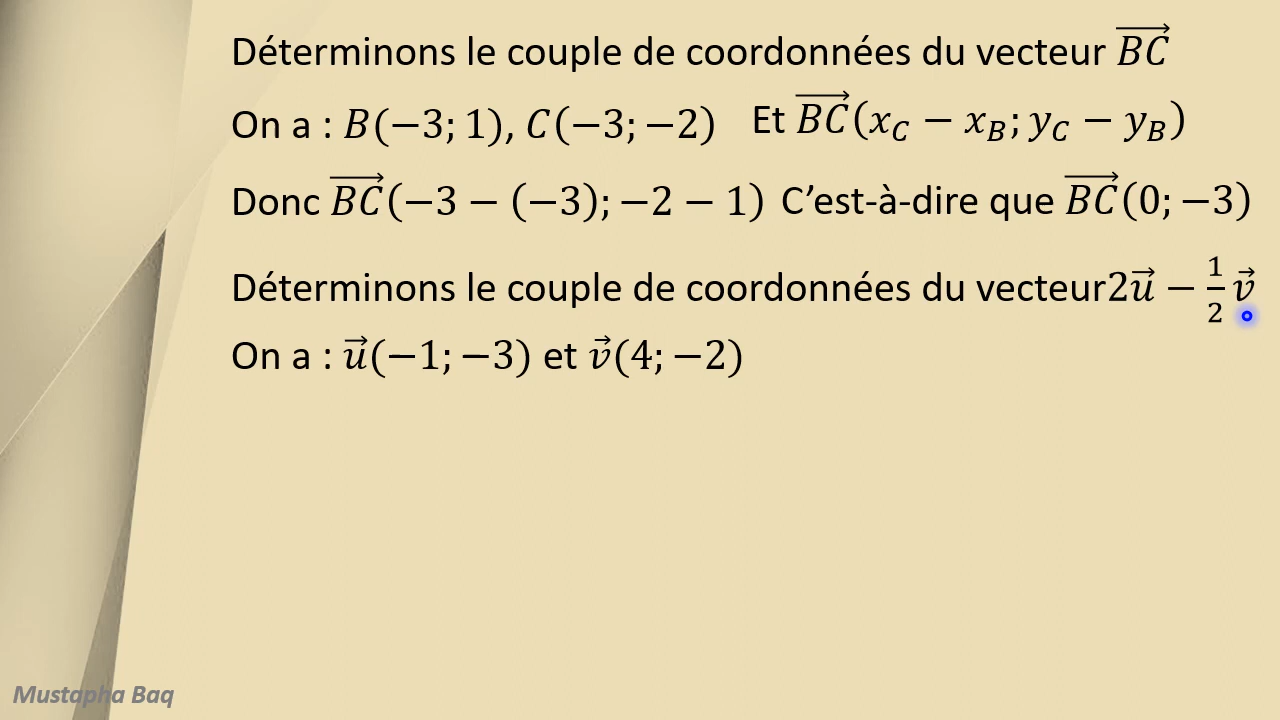 Déterminons le couple de coordonnées du vecteur $\overrightarrow{BC}$
On a : $B(-3; 1), C(-3; -2)$ Et $\overrightarrow{BC}(x_C - x_B; y_C - y_B)$
Donc $\overrightarrow{BC}(-3 - (-3); -2 - 1)$ C’est-à-dire que $\overrightarrow{BC}(0; -3)$
Déterminons le couple de coordonnées du vecteur$2\vec{u} - \frac{1}{2}\vec{v}$
On a : $\vec{u}(-1; -3)$ et $\vec{v}(4; -2)$
Mustapha Baq